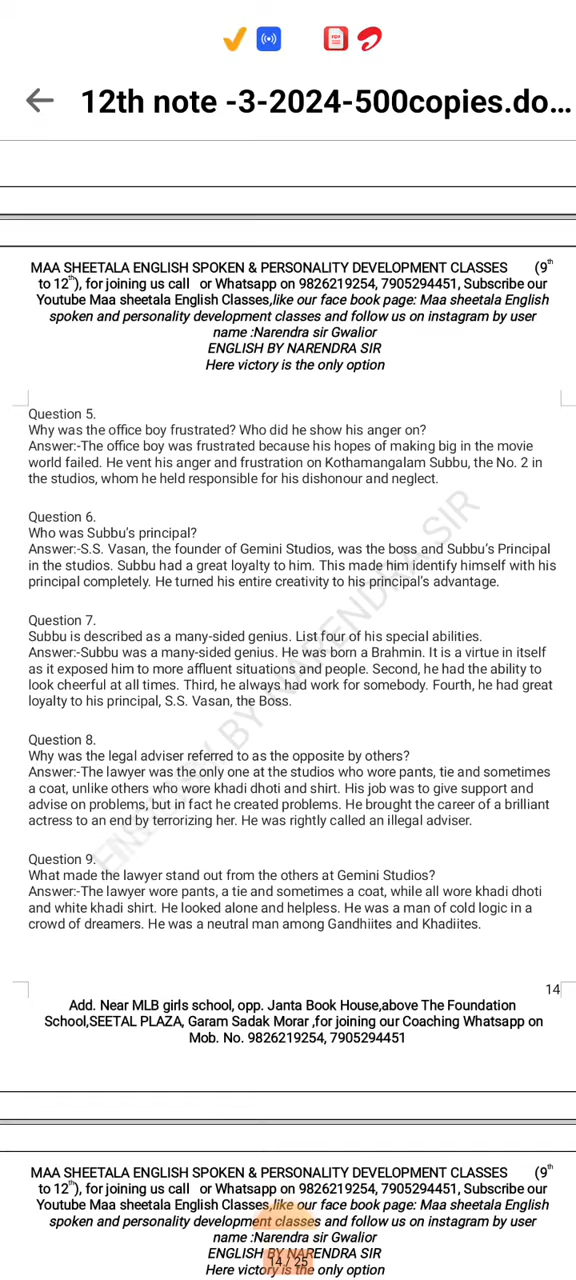 12th note -3-2024-500copies.do...
MAA SHEETALA ENGLISH SPOKEN & PERSONALITY DEVELOPMENT CLASSES (9th
to 12th), for joining us call or Whatsapp on 9826219254, 7905294451, Subscribe our
Youtube Maa sheetala English Classes,like our face book page: Maa sheetala English
spoken and personality development classes and follow us on instagram by user
name :Narendra sir Gwalior
ENGLISH BY NARENDRA SIR
Here victory is the only option
Question 5.
Why was the office boy frustrated? Who did he show his anger on?
Answer:-The office boy was frustrated because his hopes of making big in the movie
world failed. He vent his anger and frustration on Kothamangalam Subbu, the No. 2 in
the studios, whom he held responsible for his dishonour and neglect.
Question 6.
Who was Subbu's principal?
Answer:-S.S. Vasan, the founder of Gemini Studios, was the boss and Subbu's Principal
in the studios. Subbu had a great loyalty to him. This made him identify himself with his
principal completely. He turned his entire creativity to his principal's advantage.
Question 7.
Subbu is described as a many-sided genius. List four of his special abilities.
Answer:-Subbu was a many-sided genius. He was born a Brahmin. It is a virtue in itself
as it exposed him to more affluent situations and people. Second, he had the ability to
look cheerful at all times. Third, he always had work for somebody. Fourth, he had great
loyalty to his principal, S.S. Vasan, the Boss.
Question 8.
Why was the legal adviser referred to as the opposite by others?
Answer:-The lawyer was the only one at the studios who wore pants, tie and sometimes
a coat, unlike others who wore khadi dhoti and shirt. His job was to give support and
advise on problems, but in fact he created problems. He brought the career of a brilliant
actress to an end by terrorizing her. He was rightly called an illegal adviser.
Question 9.
What made the lawyer stand out from the others at Gemini Studios?
Answer:-The lawyer wore pants, a tie and sometimes a coat, while all wore khadi dhoti
and white khadi shirt. He looked alone and helpless. He was a man of cold logic in a
crowd of dreamers. He was a neutral man among Gandhiites and Khadiites.
ENGLISH BY NARENDRA SIR
14
Add. Near MLB girls school, opp. Janta Book House,above The Foundation
School,SEETAL PLAZA, Garam Sadak Morar ,for joining our Coaching Whatsapp on
Mob. No. 9826219254, 7905294451
MAA SHEETALA ENGLISH SPOKEN & PERSONALITY DEVELOPMENT CLASSES (9th
to 12th), for joining us call or Whatsapp on 9826219254, 7905294451, Subscribe our
Youtube Maa sheetala English Classes,like our face book page: Maa sheetala English
spoken and personality development classes and follow us on instagram by user
name :Narendra sir Gwalior
ENGLISH BY NARENDRA SIR
14 / 25
Here victory is the only option